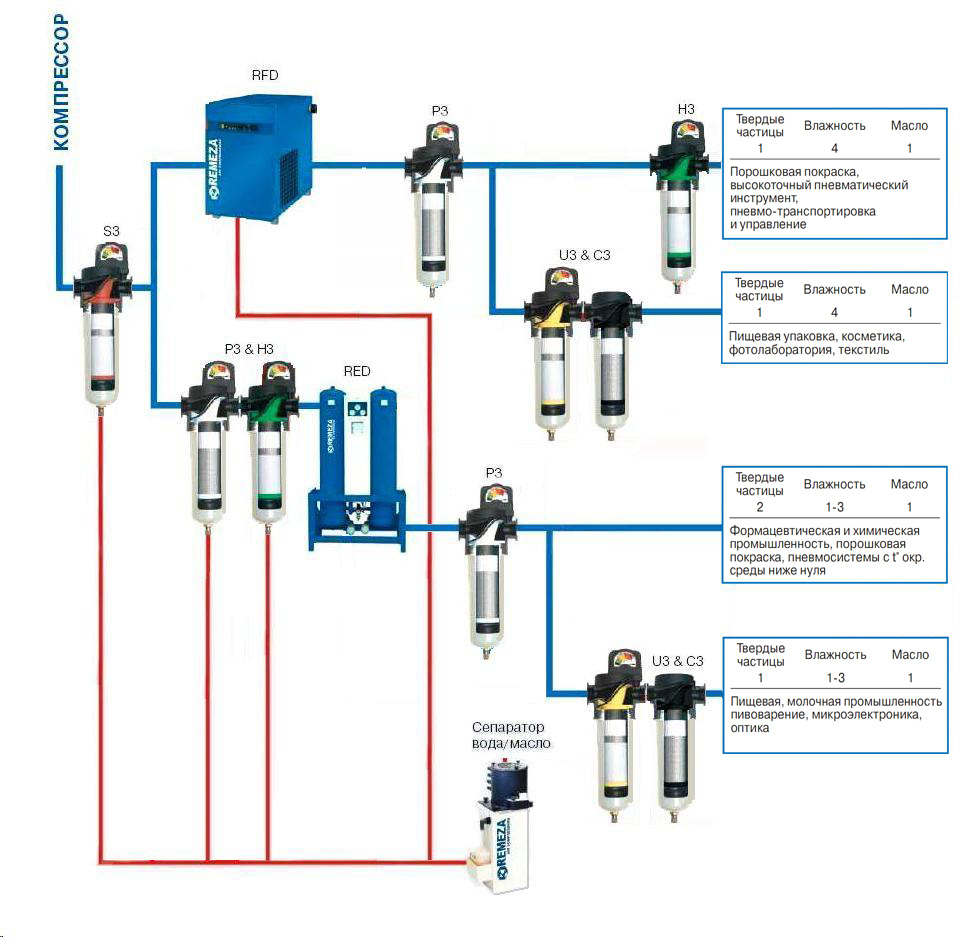 КОМПРЕССОР
RFD
REMEZA
P3
H3
Твердые частицы Влажность Масло
1 4 1
Порошковая покраска,
высокоточный пневматический
инструмент,
пневмо-транспортировка
и управление
S3
U3 & C3
Твердые частицы Влажность Масло
1 4 1
Пищевая упаковка, косметика,
фотолаборатория, текстиль
P3 & H3
RED
REMEZA
P3
Твердые частицы Влажность Масло
2 1-3 1
Формацевтическая и химическая
промышленность, порошковая
покраска, пневмосистемы с t° окр.
среды ниже нуля
U3 & C3
Твердые частицы Влажность Масло
1 1-3 1
Пищевая, молочная промышленность
пивоварение, микроэлектроника,
оптика
Сепаратор
вода/масло
REMEZA